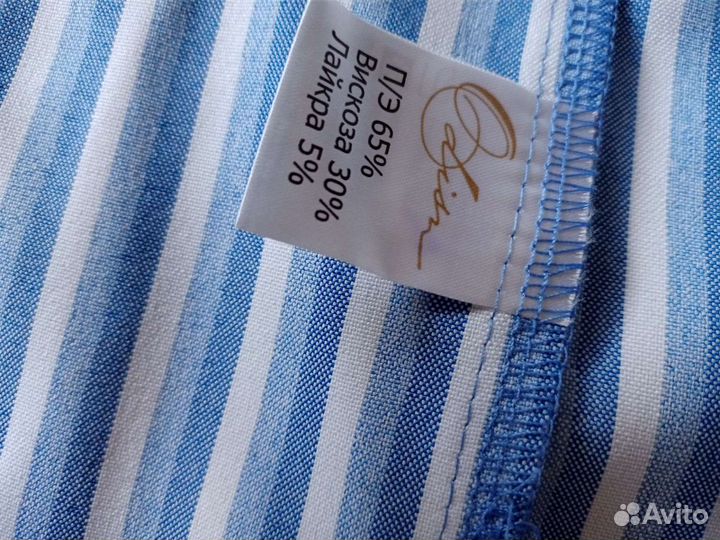 П/Э 65%
Вискоза 30%
Лайкра 5%
Avito